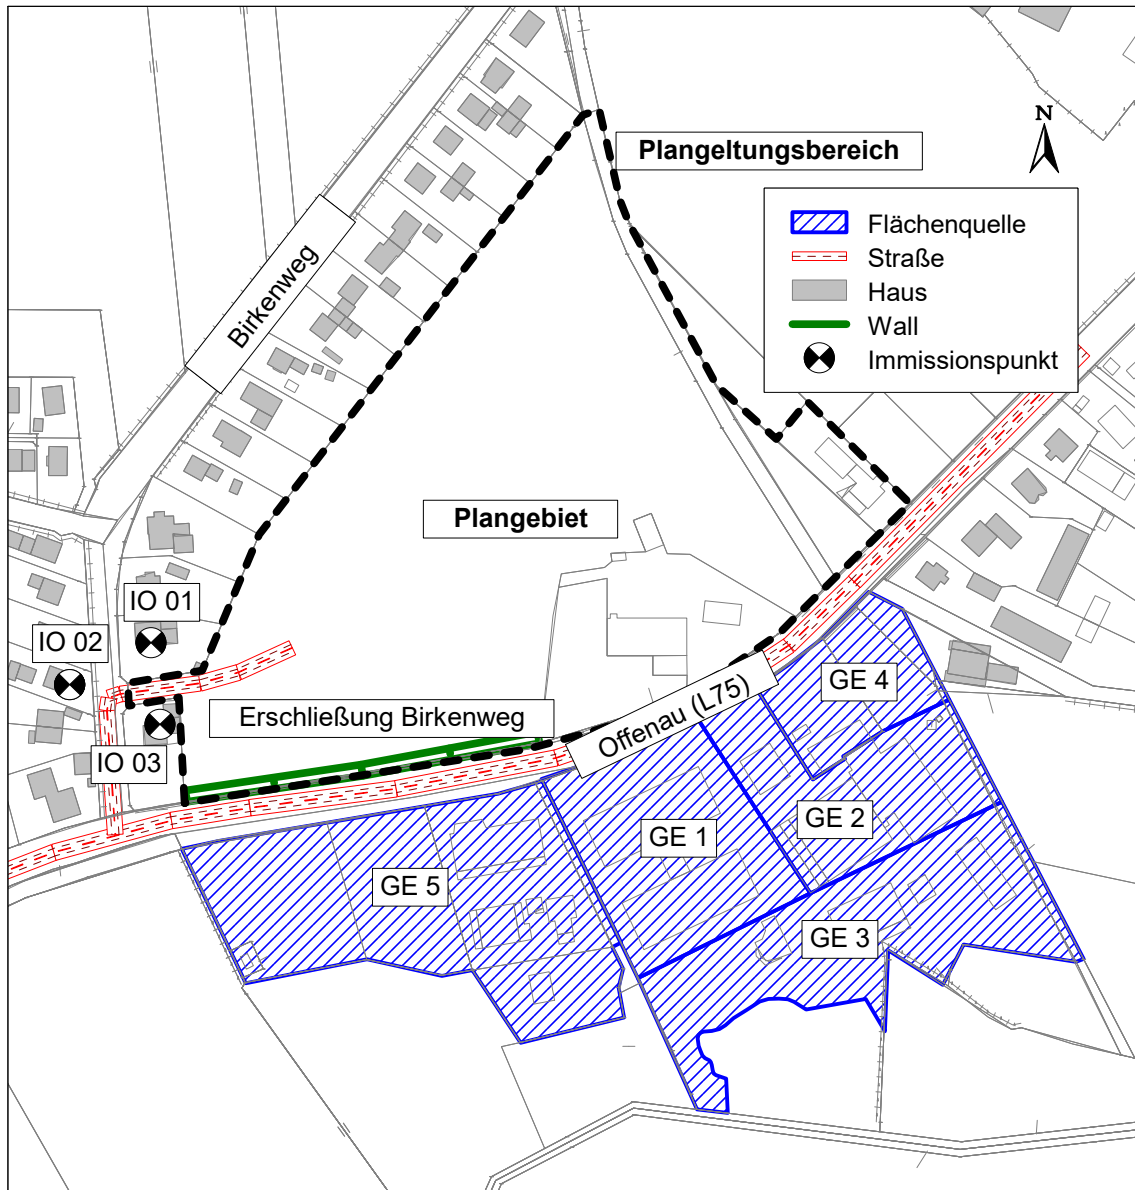 N
Plangeltungsbereich
Flächenquelle
Straße
Haus
Wall
Immissionspunkt
Birkenweg
Plangebiet
IO 01
IO 02
IO 03
Erschließung Birkenweg
Offenau (L75)
GE 4
GE 1
GE 2
GE 5
GE 3